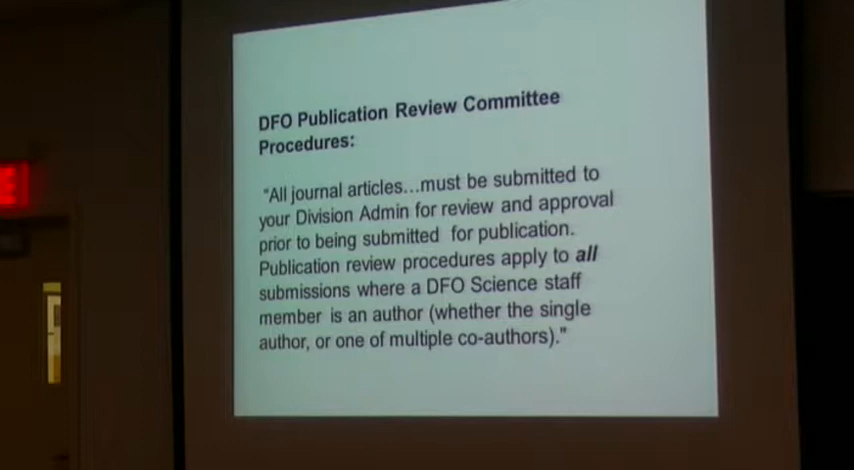 DFO Publication Review Committee
Procedures:
"All journal articles...must be submitted to
your Division Admin for review and approval
prior to being submitted for publication.
Publication review procedures apply to all
submissions where a DFO Science staff
member is an author (whether the single
author, or one of multiple co-authors)."